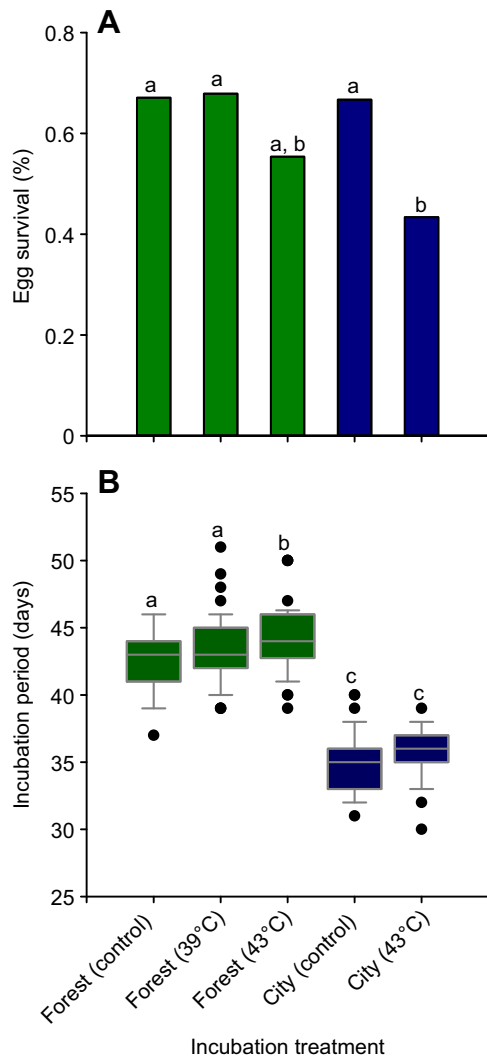 A
0.8
0.6
0.4
0.2
0
Egg survival (%)
a
a
a, b
a
b
B
55
50
45
40
35
30
25
Incubation period (days)
a
a
b
c
c
Forest (control)
Forest (39°C)
Forest (43°C)
City (control)
City (43°C)
Incubation treatment